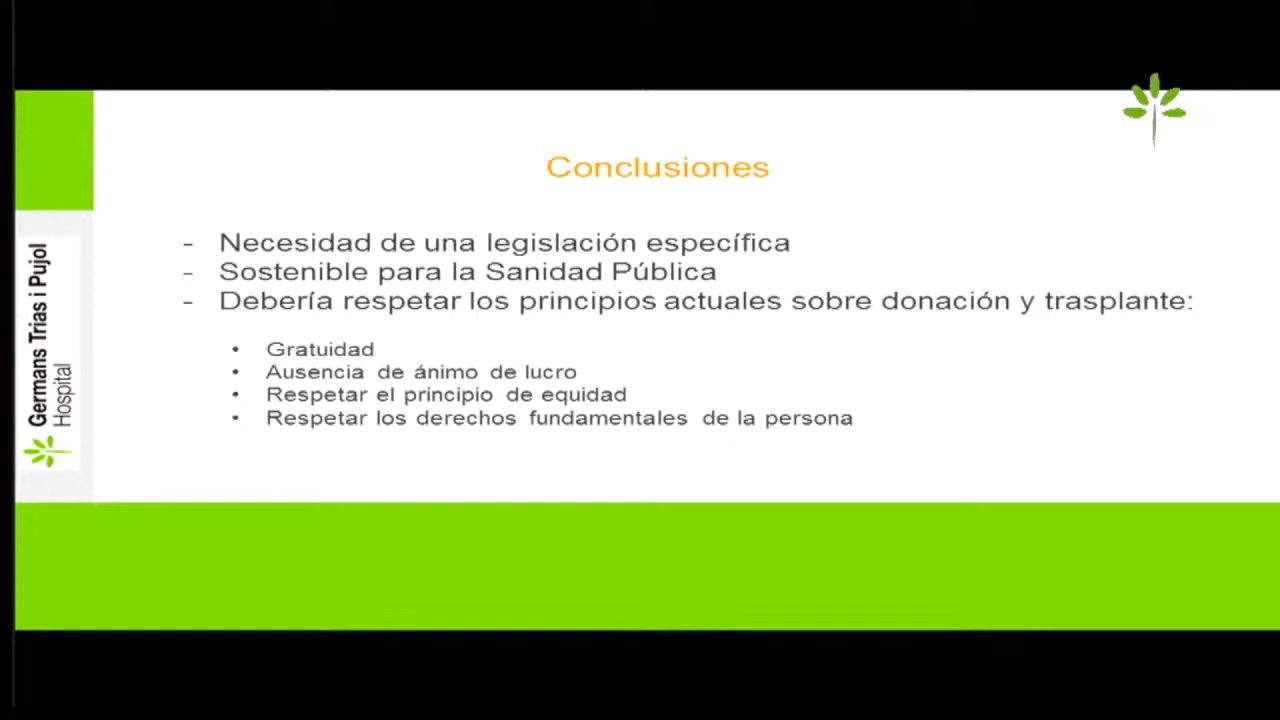 Conclusiones
- Necesidad de una legislación específica
- Sostenible para la Sanidad Pública
- Debería respetar los principios actuales sobre donación y trasplante:
• Gratuidad
• Ausencia de ánimo de lucro
• Respetar el principio de equidad
• Respetar los derechos fundamentales de la persona
Germans Trias i Pujol
Hospital